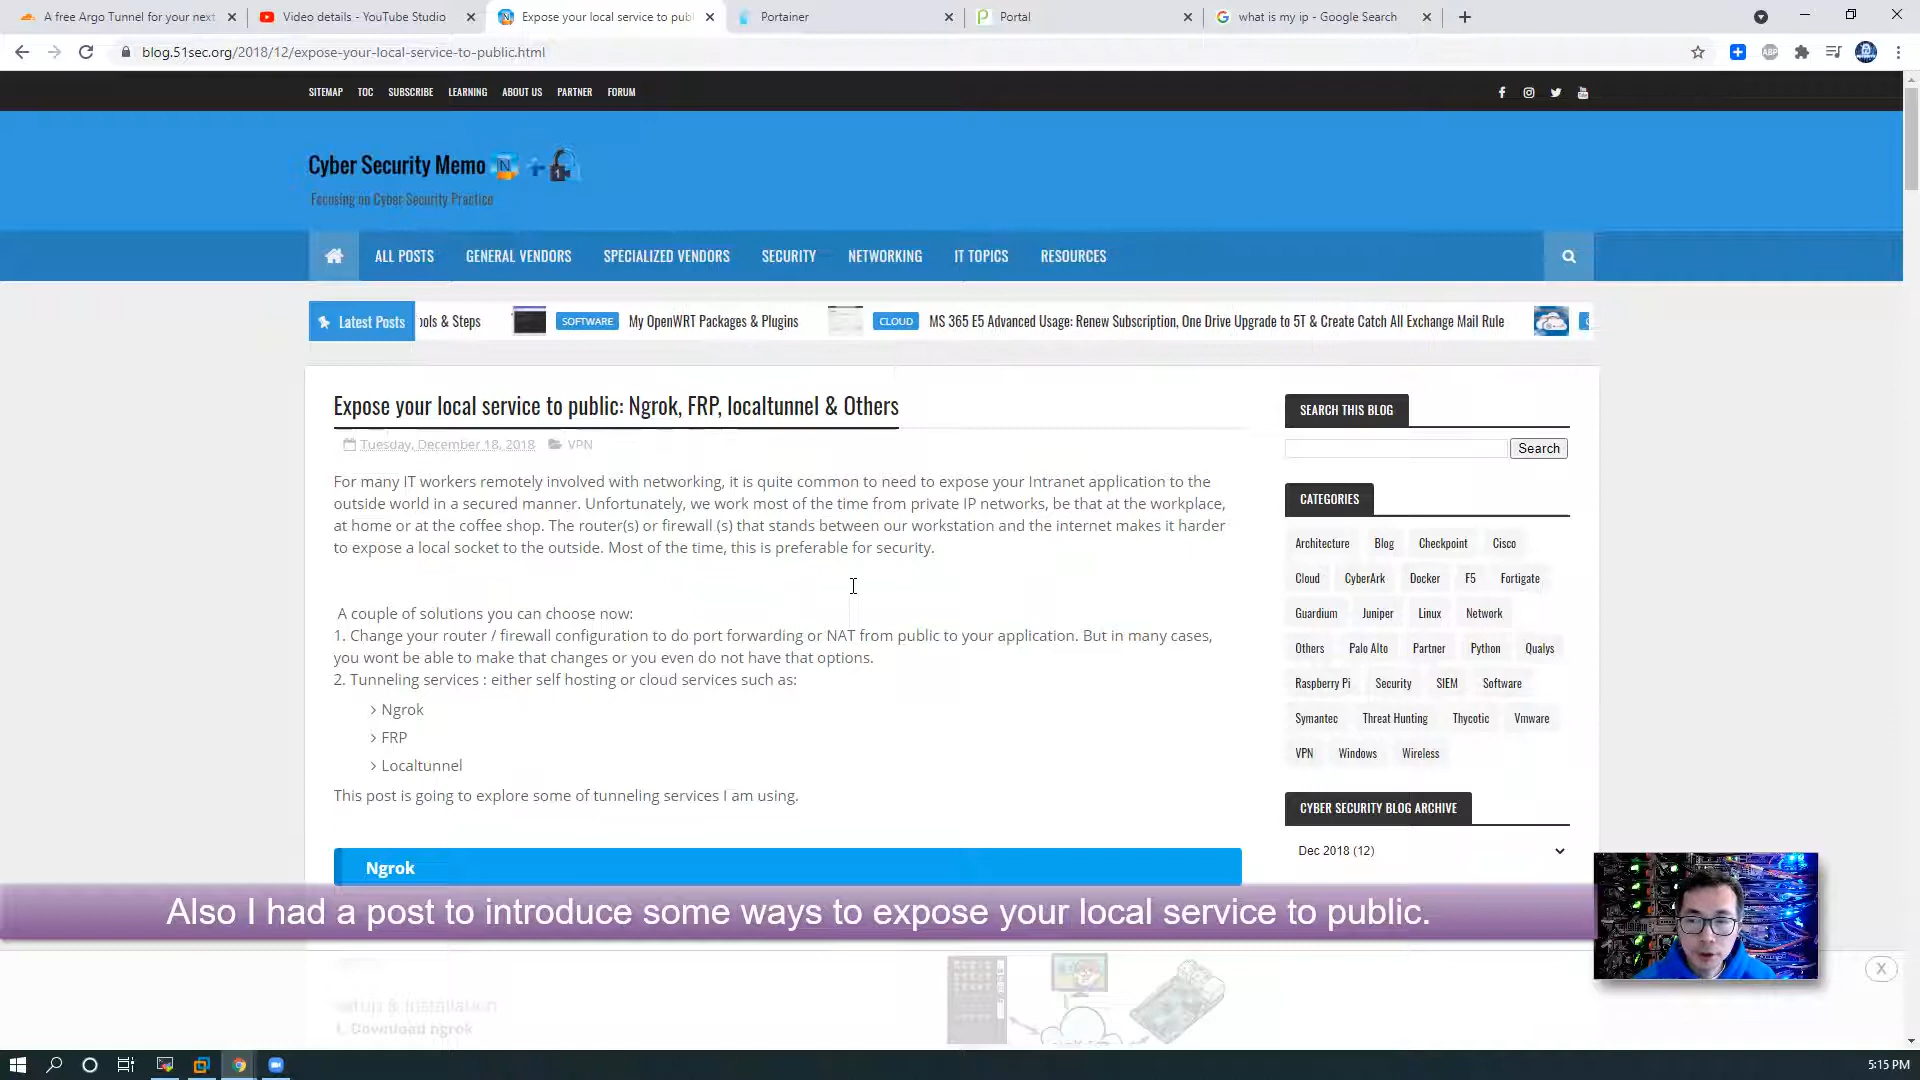 A free Argo Tunnel for your next
Video details - YouTube Studio
Expose your local service to publ
Portainer
Portal
what is my ip - Google Search
blog.51sec.org/2018/12/expose-your-local-service-to-public.html
ABP
SITEMAP TOC SUBSCRIBE LEARNING ABOUT US PARTNER FORUM
Cyber Security Memo
Focusing on Cyber Security Practice
ALL POSTS GENERAL VENDORS SPECIALIZED VENDORS SECURITY NETWORKING IT TOPICS RESOURCES
Latest Posts
ools & Steps
SOFTWARE My OpenWRT Packages & Plugins
CLOUD MS 365 E5 Advanced Usage: Renew Subscription, One Drive Upgrade to 5T & Create Catch All Exchange Mail Rule
Expose your local service to public: Ngrok, FRP, localtunnel & Others
Tuesday, December 18, 2018 VPN
For many IT workers remotely involved with networking, it is quite common to need to expose your Intranet application to the
outside world in a secured manner. Unfortunately, we work most of the time from private IP networks, be that at the workplace,
at home or at the coffee shop. The router(s) or firewall (s) that stands between our workstation and the internet makes it harder
to expose a local socket to the outside. Most of the time, this is preferable for security.
A couple of solutions you can choose now:
1. Change your router / firewall configuration to do port forwarding or NAT from public to your application. But in many cases,
you wont be able to make that changes or you even do not have that options.
2. Tunneling services : either self hosting or cloud services such as:
Ngrok
FRP
Localtunnel
This post is going to explore some of tunneling services I am using.
Ngrok
SEARCH THIS BLOG
Search
CATEGORIES
Architecture Blog Checkpoint Cisco
Cloud CyberArk Docker F5 Fortigate
Guardium Juniper Linux Network
Others Palo Alto Partner Python Qualys
Raspberry Pi Security SIEM Software
Symantec Threat Hunting Thycotic Vmware
VPN Windows Wireless
CYBER SECURITY BLOG ARCHIVE
Dec 2018 (12)
Also I had a post to introduce some ways to expose your local service to public.
X
setup & Installation
1. Download ngrok
5:15 PM